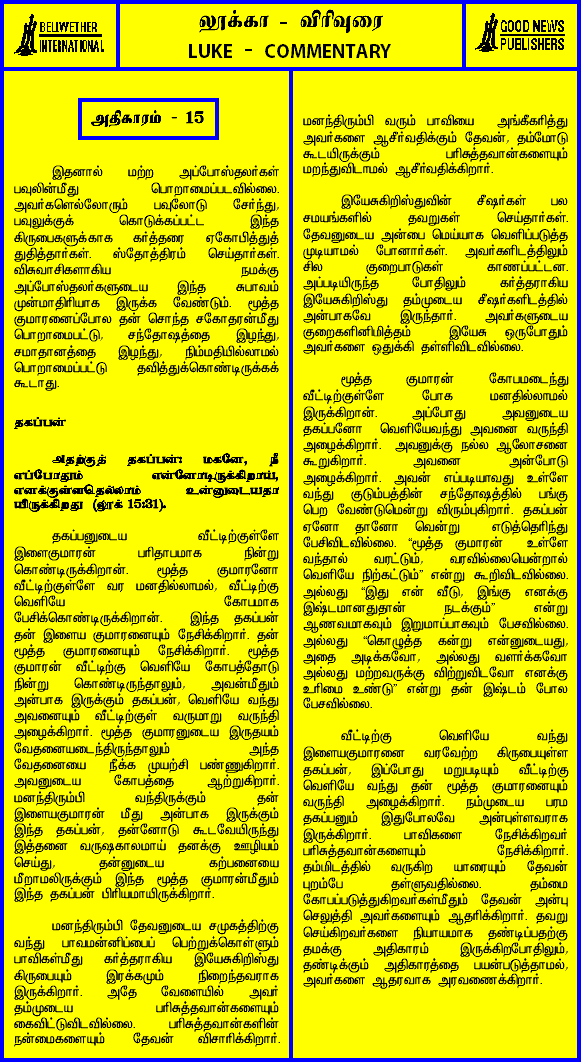 BELLWETHER
INTERNATIONAL
லூக்கா - விரிவுரை
LUKE - COMMENTARY
GOOD NEWS
PUBLISHERS
அதிகாரம் - 15
இதனால் மற்ற அப்போஸ்தலர்கள்
பவுலின்மீது பொறாமைப்படவில்லை.
அவர்களெல்லோரும் பவுலோடு சேர்ந்து,
பவுலுக்குக் கொடுக்கப்பட்ட இந்த
கிருபைகளுக்காக கர்த்தரை ஏகோபித்துத்
துதித்தார்கள். ஸ்தோத்திரம் செய்தார்கள்.
விசுவாசிகளாகிய நமக்கு
அப்போஸ்தலர்களுடைய இந்த சுபாவம்
முன்மாதிரியாக இருக்க வேண்டும். மூத்த
குமாரனைப்போல தன் சொந்த சகோதரன்மீது
பொறாமைபட்டு, சந்தோஷத்தை இழந்து,
சமாதானத்தை இழந்து, நிம்மதியில்லாமல்
பொறாமைப்பட்டு தவித்துக்கொண்டிருக்கக்
கூடாது.
தகப்பன்
அதற்குத் தகப்பன்: மகனே, நீ
எப்போதும் என்னோடிருக்கிறாய்,
எனக்குள்ளதெல்லாம் உன்னுடையதா
யிருக்கிறது (லூக் 15:31).
தகப்பனுடைய வீட்டிற்குள்ளே
இளைகுமாரன் பரிதாபமாக நின்று
கொண்டிருக்கிறான். மூத்த குமாரனோ
வீட்டிற்குள்ளே வர மனதில்லாமல், வீட்டிற்கு
வெளியே கோபமாக
பேசிக்கொண்டிருக்கிறான். இந்த தகப்பன்
தன் இளைய குமாரனையும் நேசிக்கிறார். தன்
மூத்த குமாரனையும் நேசிக்கிறார். மூத்த
குமாரன் வீட்டிற்கு வெளியே கோபத்தோடு
நின்று கொண்டிருந்தாலும், அவன்மீதும்
அன்பாக இருக்கும் தகப்பன், வெளியே வந்து
அவனையும் வீட்டிற்குள் வருமாறு வருந்தி
அழைக்கிறார். மூத்த குமாரனுடைய இருதயம்
வேதனையடைந்திருந்தாலும் அந்த
வேதனையை நீக்க முயற்சி பண்ணுகிறார்.
அவனுடைய கோபத்தை ஆற்றுகிறார்.
மனந்திரும்பி வந்திருக்கும் தன்
இளையகுமாரன் மீது அன்பாக இருக்கும்
இந்த தகப்பன், தன்னோடு கூடவேயிருந்து
இத்தனை வருஷகாலமாய் தனக்கு ஊழியம்
செய்து, தன்னுடைய கற்பனையை
மீறாமலிருக்கும் இந்த மூத்த குமாரன்மீதும்
இந்த தகப்பன் பிரியமாயிருக்கிறார்.
மனந்திரும்பி தேவனுடைய சமுகத்திற்கு
வந்து பாவமன்னிப்பைப் பெற்றுக்கொள்ளும்
பாவிகள்மீது கர்த்தராகிய இயேசுகிறிஸ்து
கிருபையும் இரக்கமும் நிறைந்தவராக
இருக்கிறார். அதே வேளையில் அவர்
தம்முடைய பரிசுத்தவான்களையும்
கைவிட்டுவிடவில்லை. பரிசுத்தவான்களின்
நன்மைகளையும் தேவன் விசாரிக்கிறார்.
மனந்திரும்பி வரும் பாவியை அங்கீகரித்து
அவர்களை ஆசீர்வதிக்கும் தேவன், தம்மோடு
கூடயிருக்கும் பரிசுத்தவான்களையும்
மறந்துவிடாமல் ஆசீர்வதிக்கிறார்.
இயேசுகிறிஸ்துவின் சீஷர்கள் பல
சமயங்களில் தவறுகள் செய்தார்கள்.
தேவனுடைய அன்பை மெய்யாக வெளிப்படுத்த
முடியாமல் போனார்கள். அவர்களிடத்திலும்
சில குறைபாடுகள் காணப்பட்டன.
அப்படியிருந்த போதிலும் கர்த்தராகிய
இயேசுகிறிஸ்து தம்முடைய சீஷர்களிடத்தில்
அன்பாகவே இருந்தார். அவர்களுடைய
குறைகளினிமித்தம் இயேசு ஒருபோதும்
அவர்களை ஒதுக்கி தள்ளிவிடவில்லை.
மூத்த குமாரன் கோபமடைந்து
வீட்டிற்குள்ளே போக மனதில்லாமல்
இருக்கிறான். அப்போது அவனுடைய
தகப்பனோ வெளியேவந்து அவனை வருந்தி
அழைக்கிறார். அவனுக்கு நல்ல ஆலோசனை
கூறுகிறார். அவனை அன்போடு
அழைக்கிறார். அவன் எப்படியாவது உள்ளே
வந்து குடும்பத்தின் சந்தோஷத்தில் பங்கு
பெற வேண்டுமென்று விரும்புகிறார். தகப்பன்
ஏனோ தானோ வென்று எடுத்தெறிந்து
பேசிவிடவில்லை. “மூத்த குமாரன் உள்ளே
வந்தால் வரட்டும், வரவில்லையென்றால்
வெளியே நிற்கட்டும்” என்று கூறிவிடவில்லை.
அல்லது “இது என் வீடு, இங்கு எனக்கு
இஷ்டமானதுதான் நடக்கும்” என்று
ஆணவமாகவும் இறுமாப்பாகவும் பேசவில்லை.
அல்லது “கொழுத்த கன்று என்னுடையது,
அதை அடிக்கவோ, அல்லது வளர்க்கவோ
அல்லது மற்றவருக்கு விற்றுவிடவோ எனக்கு
உரிமை உண்டு” என்று தன் இஷ்டம் போல
பேசவில்லை.
வீட்டிற்கு வெளியே வந்து
இளையகுமாரனை வரவேற்ற கிருபையுள்ள
தகப்பன், இப்போது மறுபடியும் வீட்டிற்கு
வெளியே வந்து தன் மூத்த குமாரனையும்
வருந்தி அழைக்கிறார். நம்முடைய பரம
தகப்பனும் இதுபோலவே அன்புள்ளவராக
இருக்கிறார். பாவிகளை நேசிக்கிறவர்
பரிசுத்தவான்களையும் நேசிக்கிறார்.
தம்மிடத்தில் வருகிற யாரையும் தேவன்
புறம்பே தள்ளுவதில்லை. தம்மை
கோபப்படுத்துகிறவர்கள்மீதும் தேவன் அன்பு
செலுத்தி அவர்களையும் ஆதரிக்கிறார். தவறு
செய்கிறவர்களை நியாயமாக தண்டிப்பதற்கு
தமக்கு அதிகாரம் இருக்கிறபோதிலும்,
தண்டிக்கும் அதிகாரத்தை பயன்படுத்தாமல்,
அவர்களை ஆதரவாக அரவணைக்கிறார்.